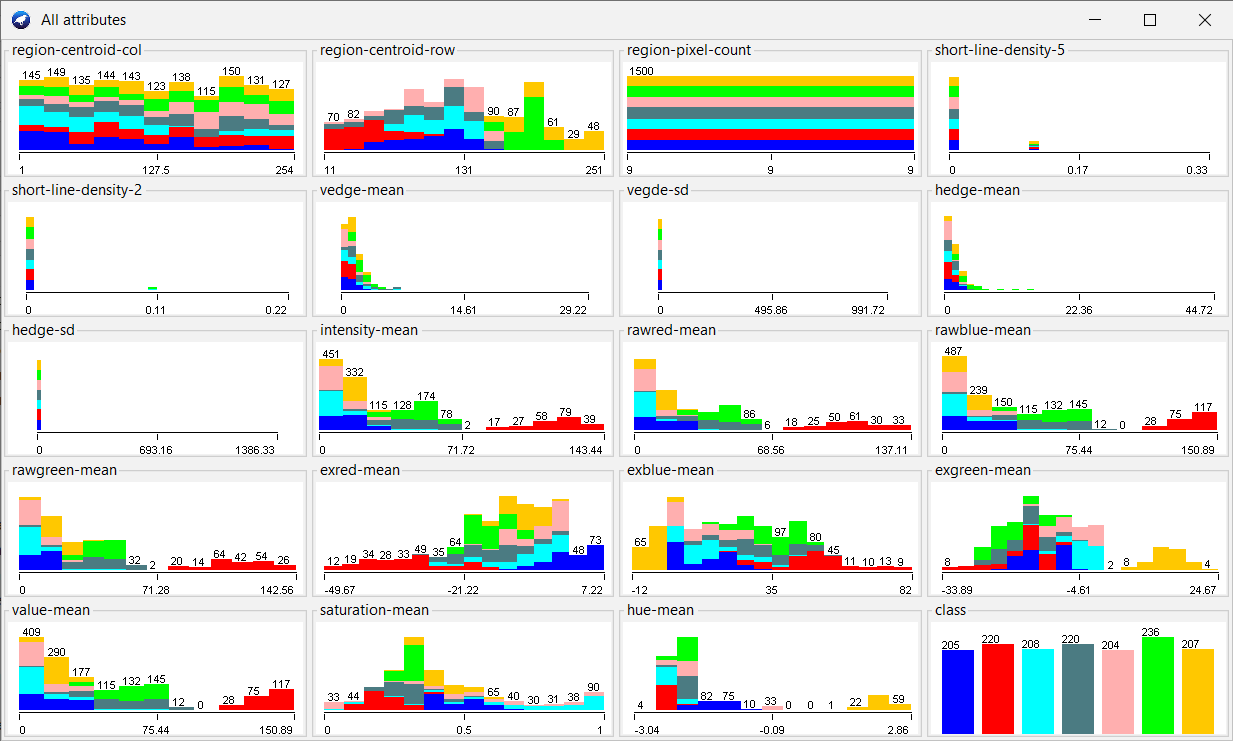 All attributes
region-centroid-col
145 149 135 144 143 123 138 115 150 131 127
1 127.5 254
region-centroid-row
70 82 90 87 61 29 48
11 131 251
region-pixel-count
1500
9 9 9
short-line-density-5
0 0.17 0.33
short-line-density-2
0 0.11 0.22
vedge-mean
0 14.61 29.22
vegde-sd
0 495.86 991.72
hedge-mean
0 22.36 44.72
hedge-sd
0 693.16 1386.33
intensity-mean
451 332 115 128 174 78 2 17 27 58 79 39
0 71.72 143.44
rawred-mean
86 6 18 25 50 61 30 33
0 68.56 137.11
rawblue-mean
487 239 150 115 132 145 12 0 28 75 117
0 75.44 150.89
rawgreen-mean
32 2 20 14 64 42 54 26
0 71.28 142.56
exred-mean
12 19 34 28 33 49 35 64 48 73
-49.67 -21.22 7.22
exblue-mean
65 97 80 45 11 10 13 9
-12 35 82
exgreen-mean
8 2 8 4
-33.89 -4.61 24.67
value-mean
409 290 177 115 132 145 12 0 28 75 117
0 75.44 150.89
saturation-mean
33 44 65 40 30 31 38 90
0 0.5 1
hue-mean
4 82 75 10 33 0 0 1 22 59
-3.04 -0.09 2.86
class
205 220 208 220 204 236 207